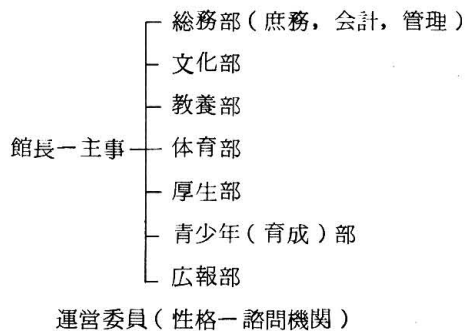 総務部(庶務,会計,管理)
文化部
教養部
館長ー主事
体育部
厚生部
青少年(育成)部
広報部
運営委員(性格ー諮問機関)